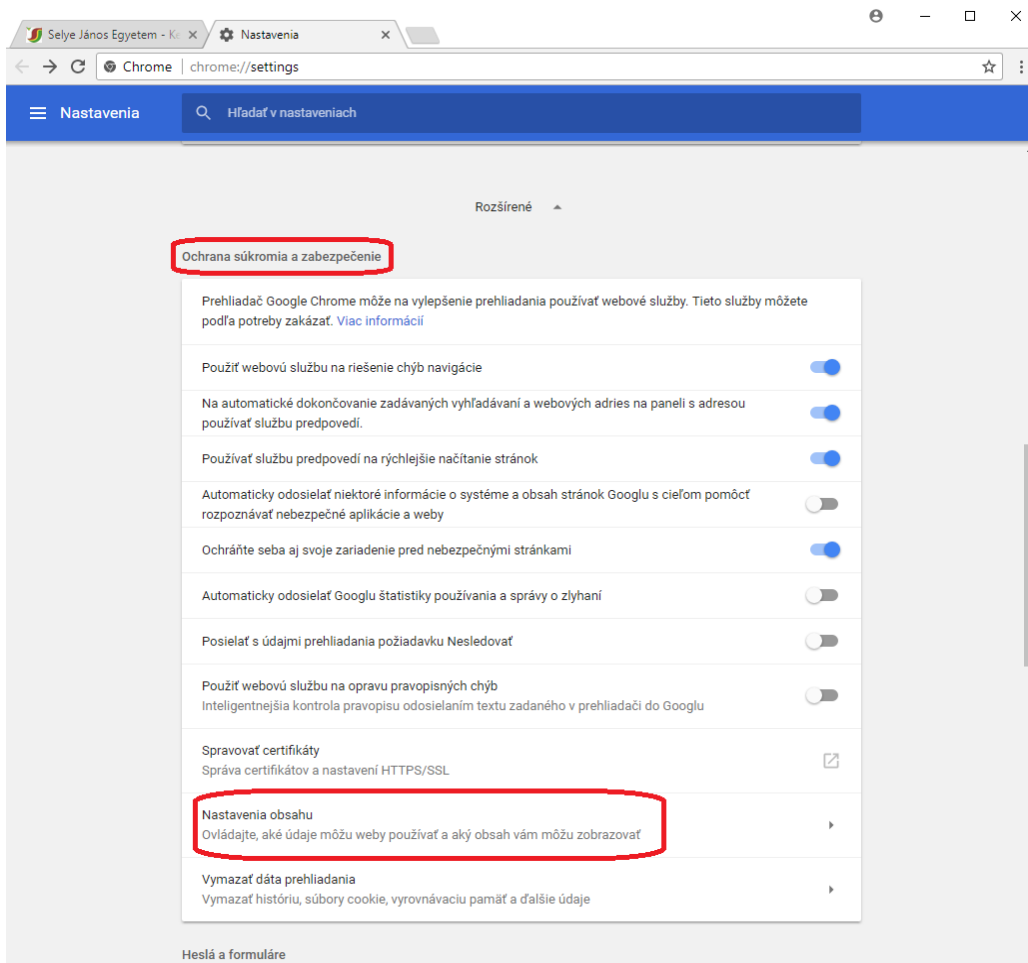 Selye János Egyetem - Ke
Nastavenia
Chrome | chrome://settings
Nastavenia
Hľadať v nastaveniach
Rozšírené
Ochrana súkromia a zabezpečenie
Prehliadač Google Chrome môže na vylepšenie prehliadania používať webové služby. Tieto služby môžete
podľa potreby zakázať. Viac informácií
Použiť webovú službu na riešenie chýb navigácie
Na automatické dokončovanie zadávaných vyhľadávaní a webových adries na paneli s adresou
používať službu predpovedí.
Používať službu predpovedí na rýchlejšie načítanie stránok
Automaticky odosielať niektoré informácie o systéme a obsah stránok Googlu s cieľom pomôcť
rozpoznávať nebezpečné aplikácie a weby
Ochráňte seba aj svoje zariadenie pred nebezpečnými stránkami
Automaticky odosielať Googlu štatistiky používania a správy o zlyhaní
Posielať s údajmi prehliadania požiadavku Nesledovať
Použiť webovú službu na opravu pravopisných chýb
Inteligentnejšia kontrola pravopisu odosielaním textu zadaného v prehliadači do Googlu
Spravovať certifikáty
Správa certifikátov a nastavení HTTPS/SSL
Nastavenia obsahu
Ovládajte, aké údaje môžu weby používať a aký obsah vám môžu zobrazovať
Vymazať dáta prehliadania
Vymazať históriu, súbory cookie, vyrovnávaciu pamäť a ďalšie údaje
Heslá a formuláre